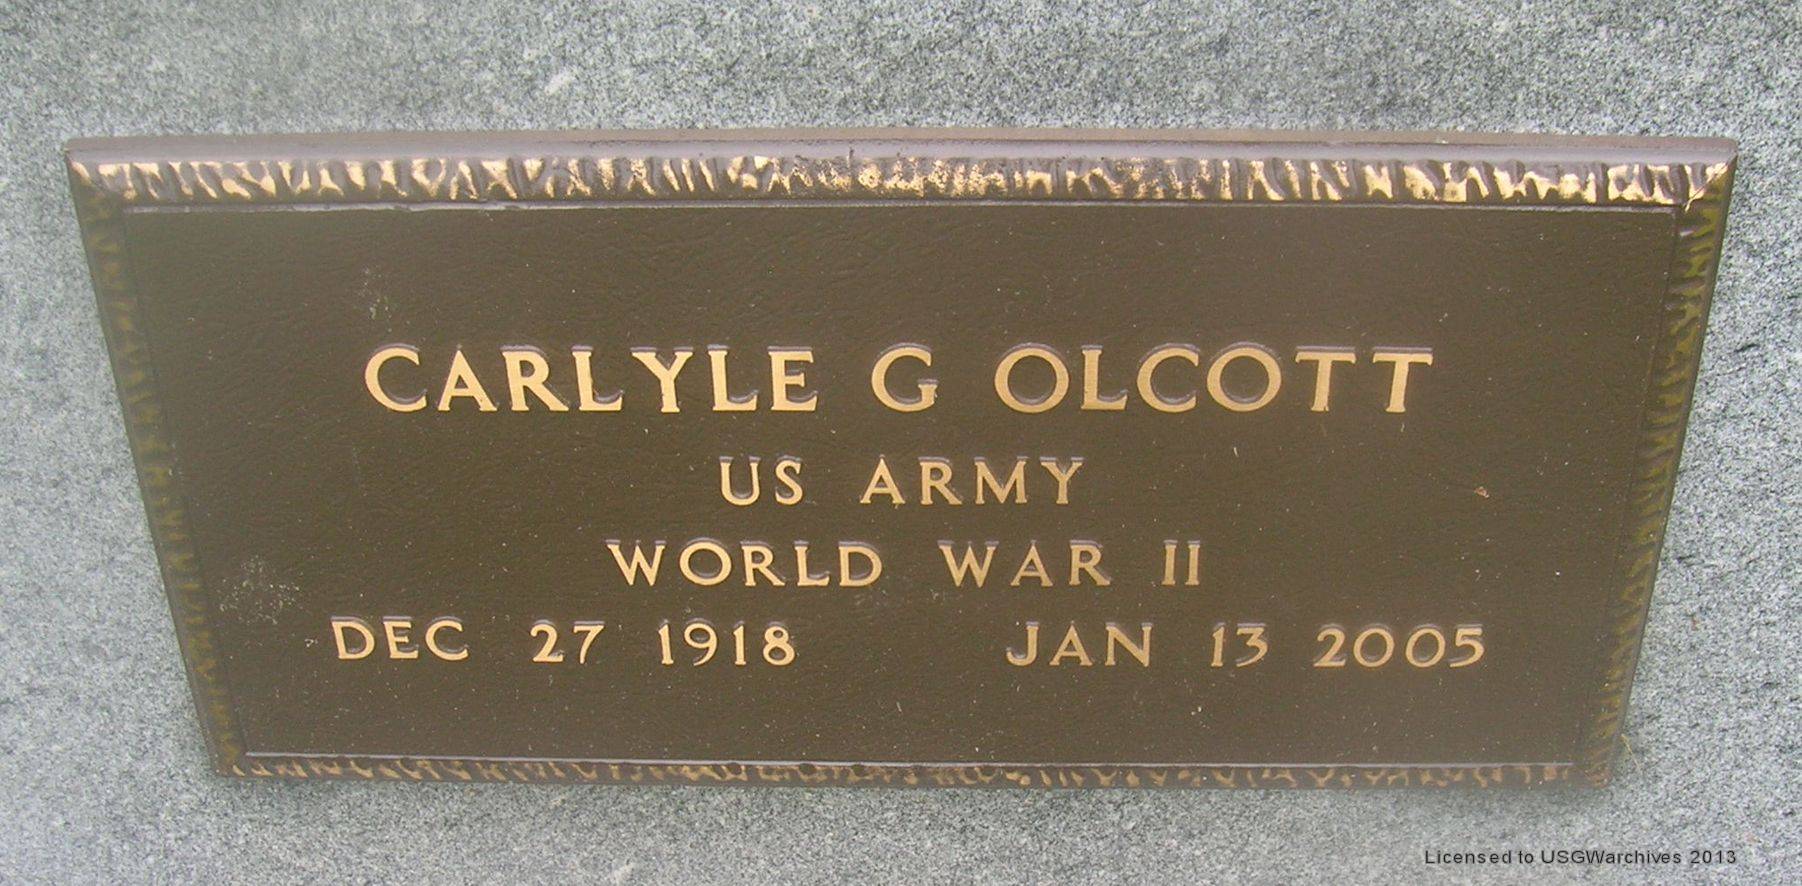 CARLYLE G OLCOTT
US ARMY
WORLD WAR II
DEC 27 1918 JAN 13 2005
Licensed to USGWarchives 2013